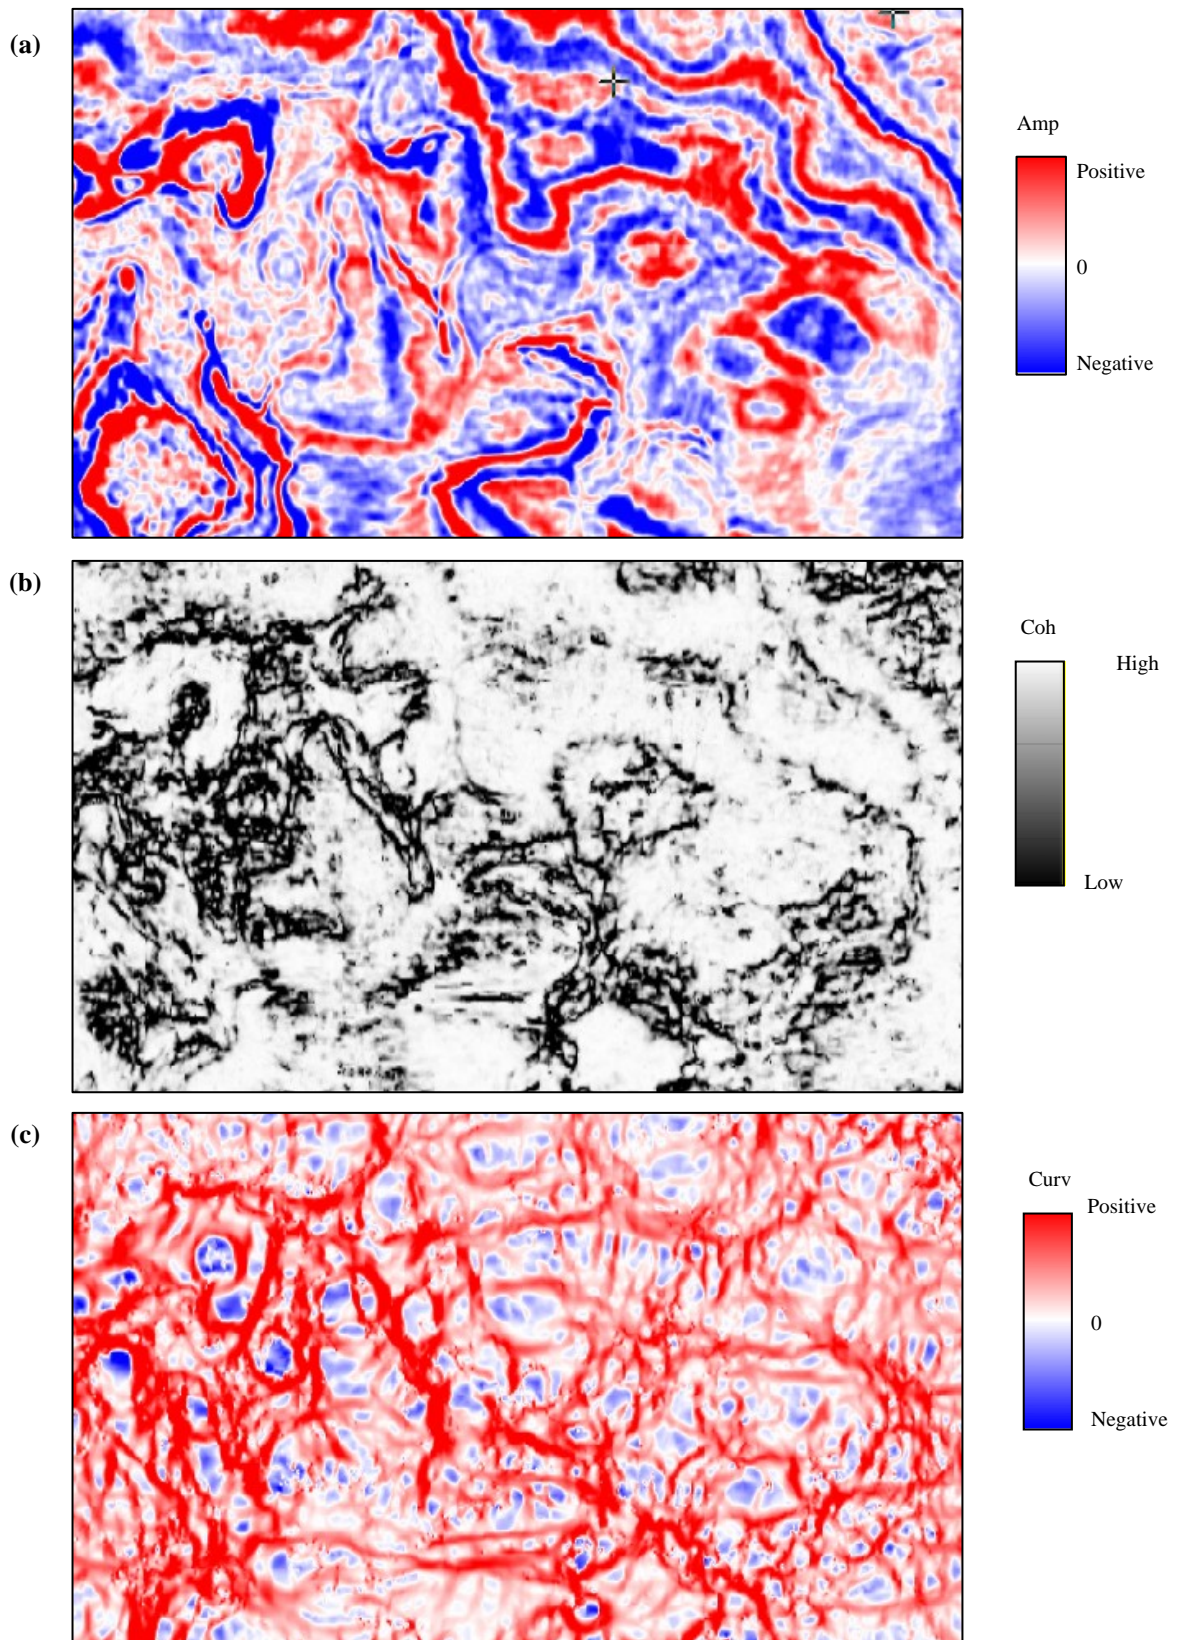 (a)
Amp
Positive
0
Negative
(b)
Coh
High
Low
(c)
Curv
Positive
0
Negative